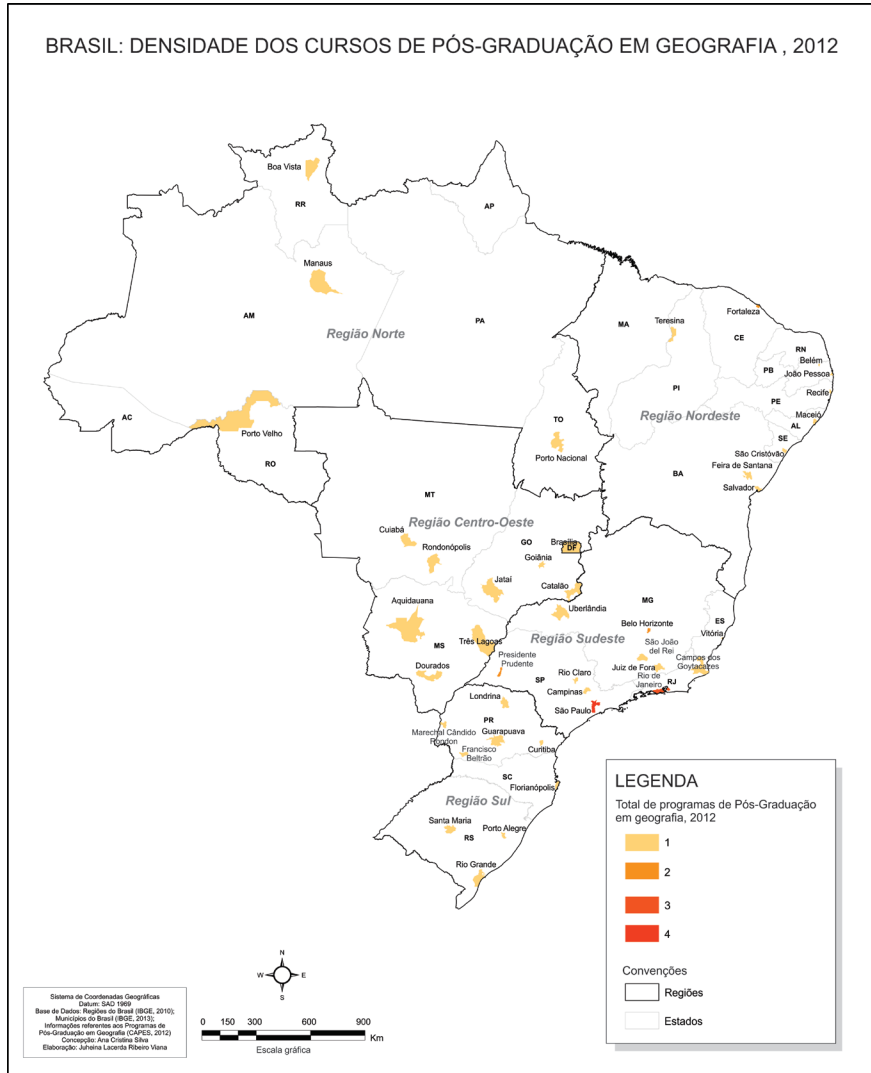 BRASIL: DENSIDADE DOS CURSOS DE PÓS-GRADUAÇÃO EM GEOGRAFIA , 2012
Boa Vista
RR
AP
Manaus
AM
PA
Região Norte
MA
Teresina
Fortaleza
CE
RN
Belém
PB
João Pessoa
PI
Recife
PE
Região Nordeste
Maceió
AL
SE
São Cristóvão
Feira de Santana
BA
Salvador
AC
Porto Velho
RO
TO
Porto Nacional
MT
Região Centro-Oeste
Cuiabá
Rondonópolis
GO
Brasília
DF
Goiânia
Jataí
Catalão
Uberlândia
MG
Aquidauana
MS
Três Lagoas
Dourados
Belo Horizonte
ES
Vitória
São João
del Rei
Região Sudeste
Presidente
Prudente
Campos dos
Goytacazes
Juiz de Fora
Rio de
Janeiro
RJ
Rio Claro
SP
Campinas
São Paulo
Londrina
PR
Marechal Cândido
Rondon
Guarapuava
Francisco
Beltrão
Curitiba
SC
Florianópolis
Região Sul
Santa Maria
Porto Alegre
RS
Rio Grande
LEGENDA
Total de programas de Pós-Graduação
em geografia, 2012
1
2
3
4
Convenções
Regiões
Estados
N
W
E
S
0 150 300 600 900
Km
Escala gráfica
Sistema de Coordenadas Geográficas
Datum: SAD 1969
Base de Dados: Regiões do Brasil (IBGE, 2010);
Municípios do Brasil (IBGE, 2013);
Informações referentes aos Programas de
Pós-Graduação em Geografia (CAPES, 2012)
Concepção: Ana Cristina Silva
Elaboração: Juheina Lacerda Ribeiro Viana